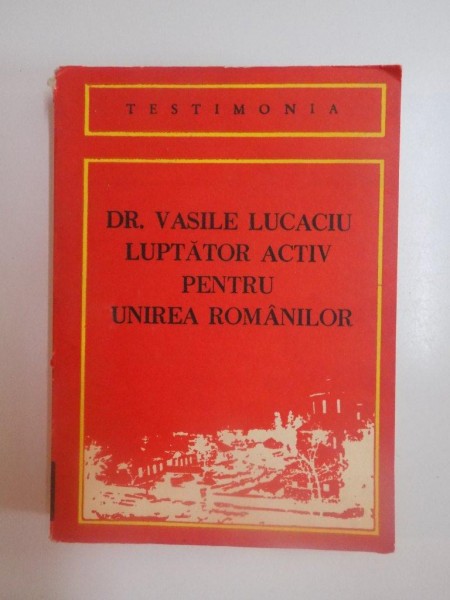 TESTIMONIA
DR. VASILE LUCACIU
LUPTĂTOR ACTIV
PENTRU
UNIREA ROMÂNILOR